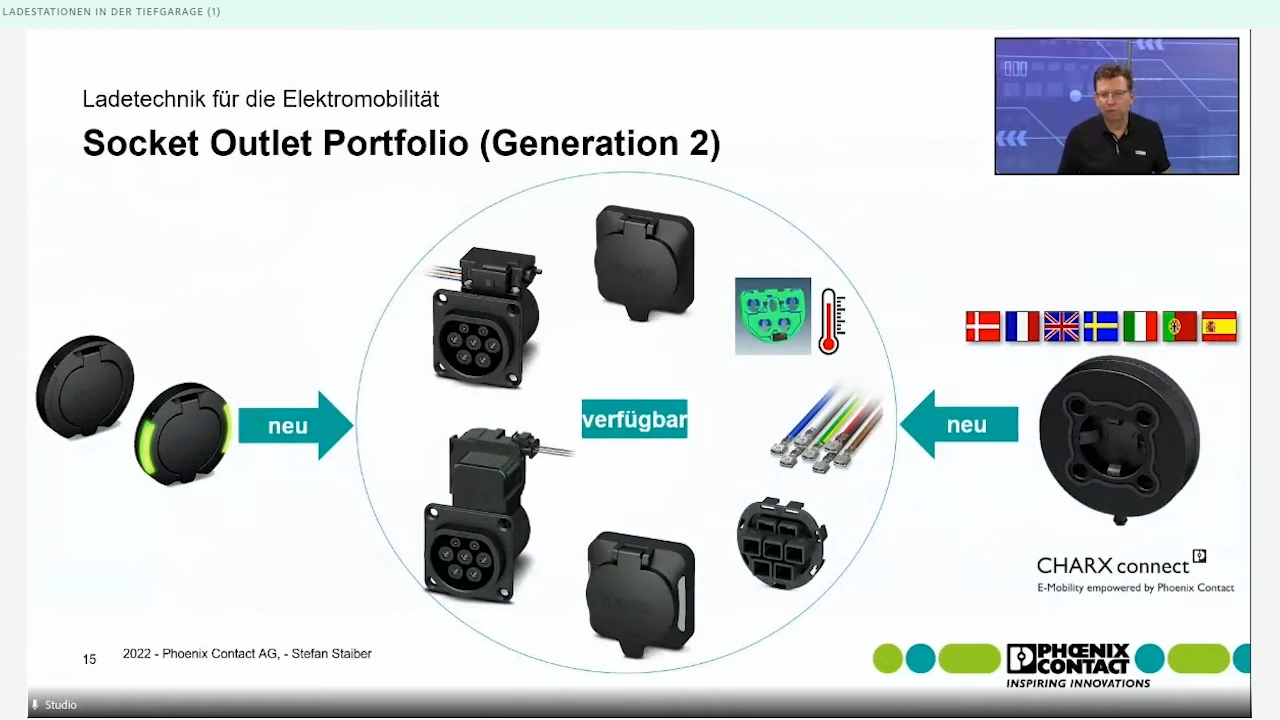 LADESTATIONEN IN DER TIEFGARAGE (1)
Ladetechnik für die Elektromobilität
Socket Outlet Portfolio (Generation 2)
neu
verfügbar
neu
CHARX connect
E-Mobility empowered by Phoenix Contact
15
2022 - Phoenix Contact AG, - Stefan Staiber
PHŒNIX
CONTACT
INSPIRING INNOVATIONS
Studio